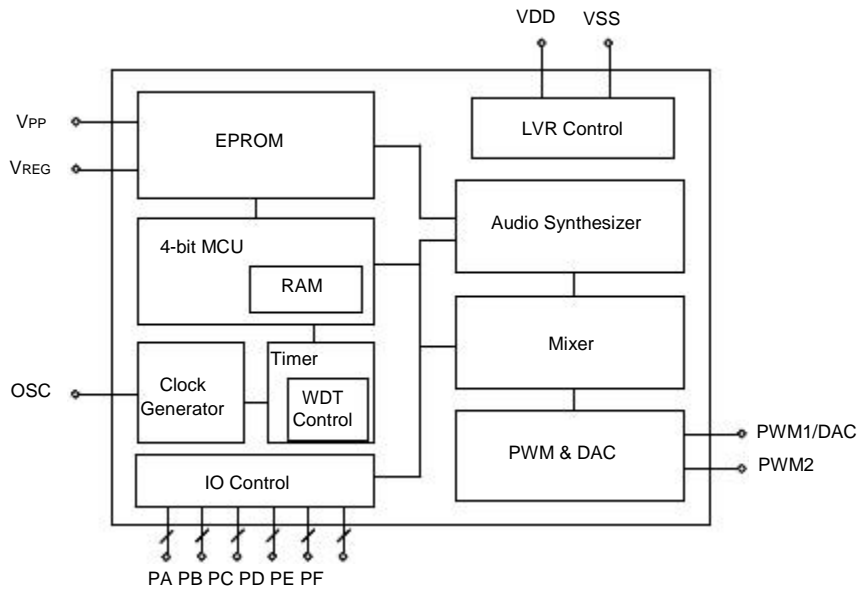 VDD VSS
VPP
VREG
EPROM
LVR Control
4-bit MCU
RAM
Audio Synthesizer
Timer
WDT
Control
Mixer
OSC
Clock
Generator
IO Control
PWM & DAC
PWM1/DAC
PWM2
PA PB PC PD PE PF